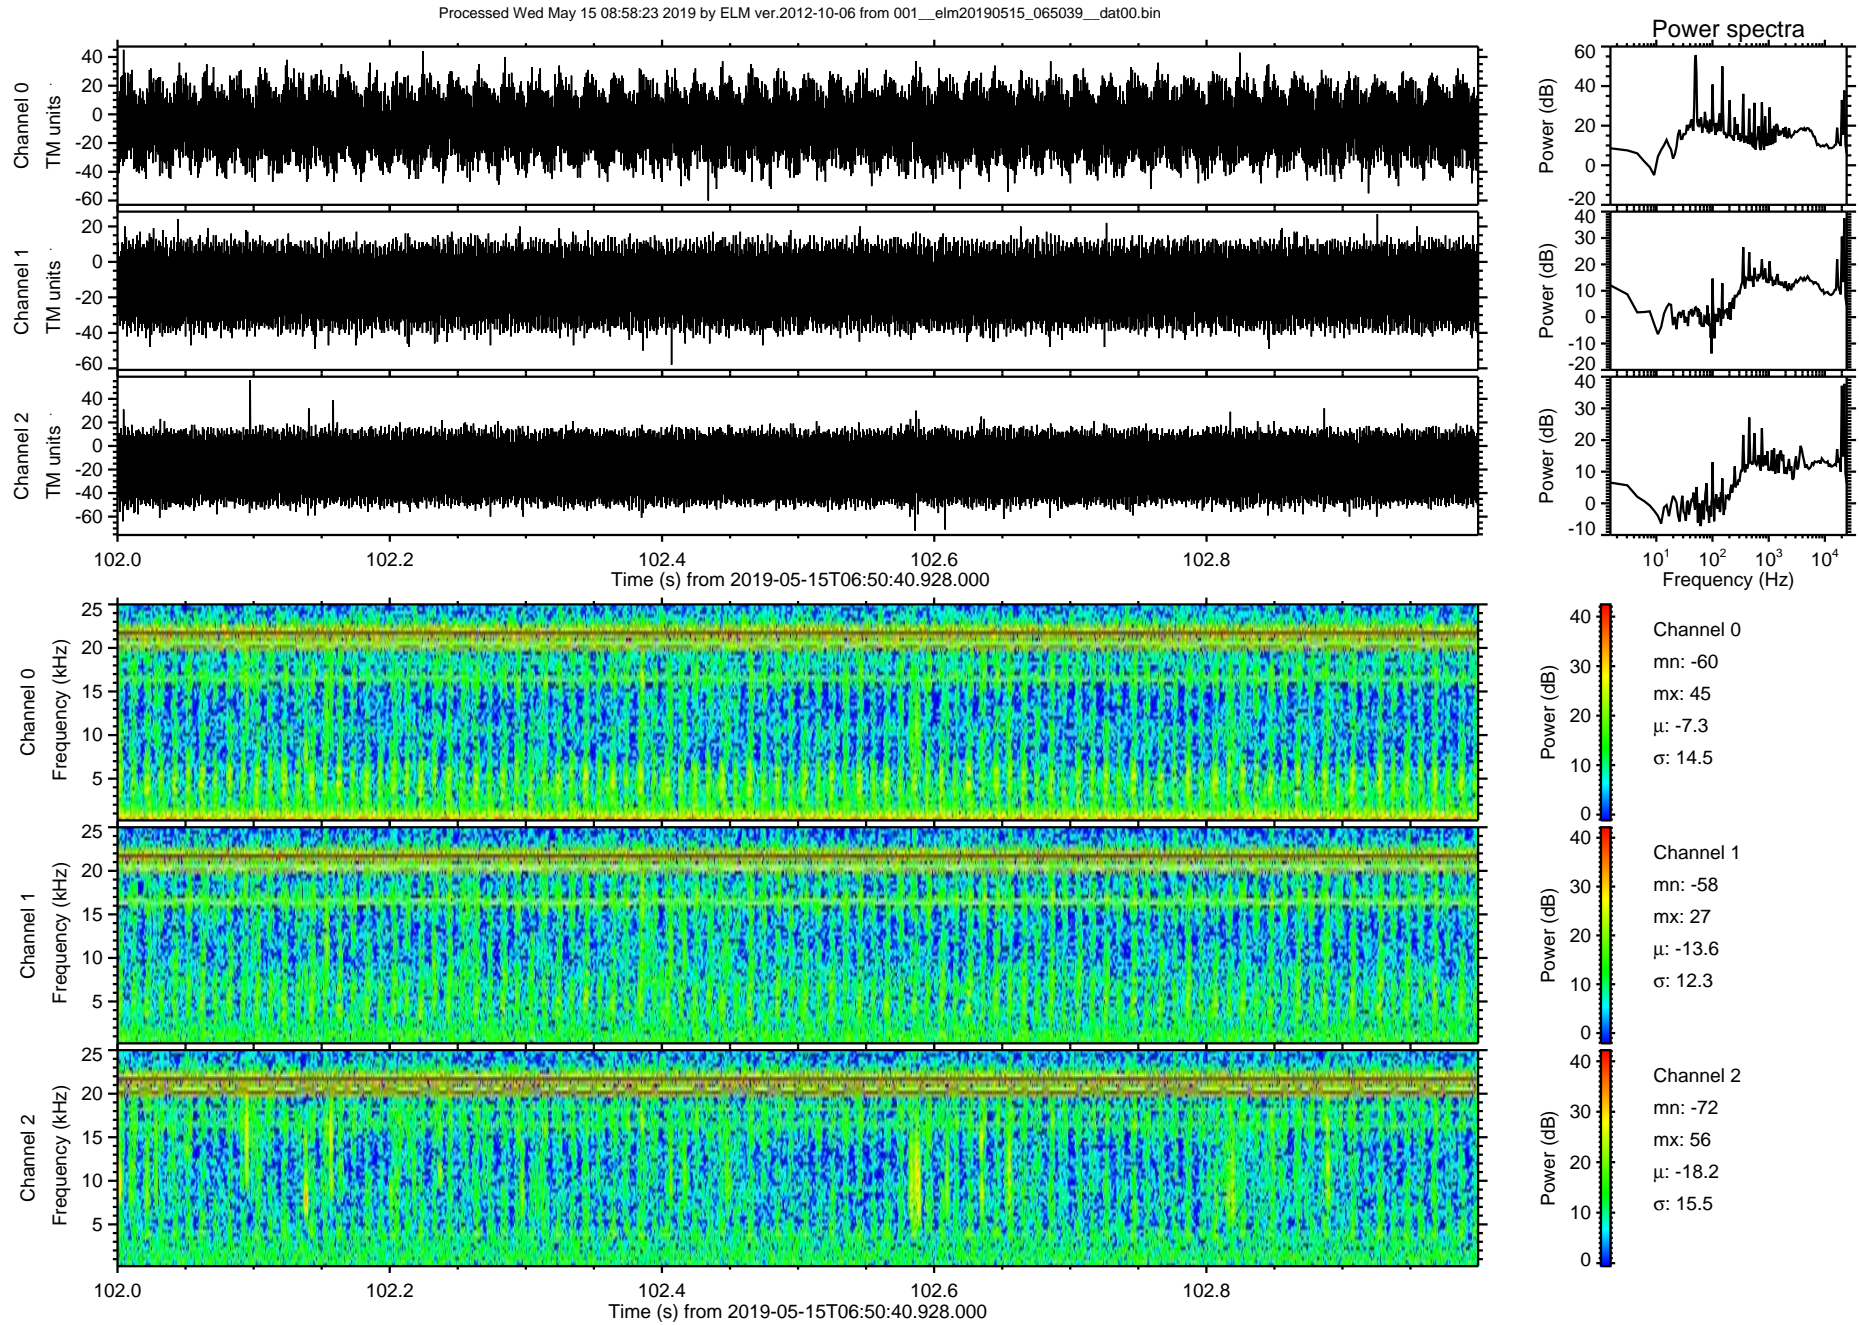 Processed Wed May 15 08:58:23 2019 by ELM ver.2012-10-06 from 001__elm20190515_065039__dat00.bin
Power spectra
Channel 0
TM units
40
20
0
-20
-40
-60
Power (dB)
60
40
20
0
-20
Channel 1
TM units
20
0
-20
-40
-60
Power (dB)
40
30
20
10
0
-10
-20
Channel 2
TM units
40
20
0
-20
-40
-60
Power (dB)
40
30
20
10
0
-10
102.0 102.2 102.4 102.6 102.8
Time (s) from 2019-05-15T06:50:40.928.000
10¹ 10² 10³ 10⁴
Frequency (Hz)
Channel 0
Frequency (kHz)
25
20
15
10
5
Power (dB)
40
30
20
10
0
Channel 0
mn: -60
mx: 45
μ: -7.3
σ: 14.5
Channel 1
Frequency (kHz)
25
20
15
10
5
Power (dB)
40
30
20
10
0
Channel 1
mn: -58
mx: 27
μ: -13.6
σ: 12.3
Channel 2
Frequency (kHz)
25
20
15
10
5
Power (dB)
40
30
20
10
0
Channel 2
mn: -72
mx: 56
μ: -18.2
σ: 15.5
102.0 102.2 102.4 102.6 102.8
Time (s) from 2019-05-15T06:50:40.928.000